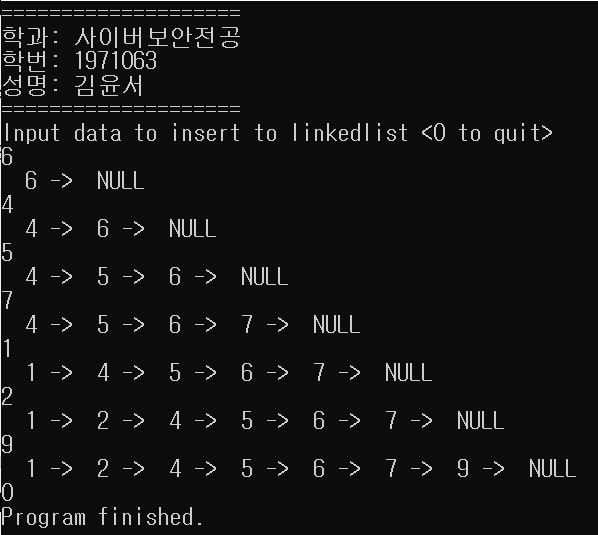 ====================
학과: 사이버보안전공
학번: 1971063
성명: 김윤서
====================
Input data to insert to linkedlist <0 to quit>
6
  6 ->  NULL
4
  4 ->  6 ->  NULL
5
  4 ->  5 ->  6 ->  NULL
7
  4 ->  5 ->  6 ->  7 ->  NULL
1
  1 ->  4 ->  5 ->  6 ->  7 ->  NULL
2
  1 ->  2 ->  4 ->  5 ->  6 ->  7 ->  NULL
9
  1 ->  2 ->  4 ->  5 ->  6 ->  7 ->  9 ->  NULL
0
Program finished.